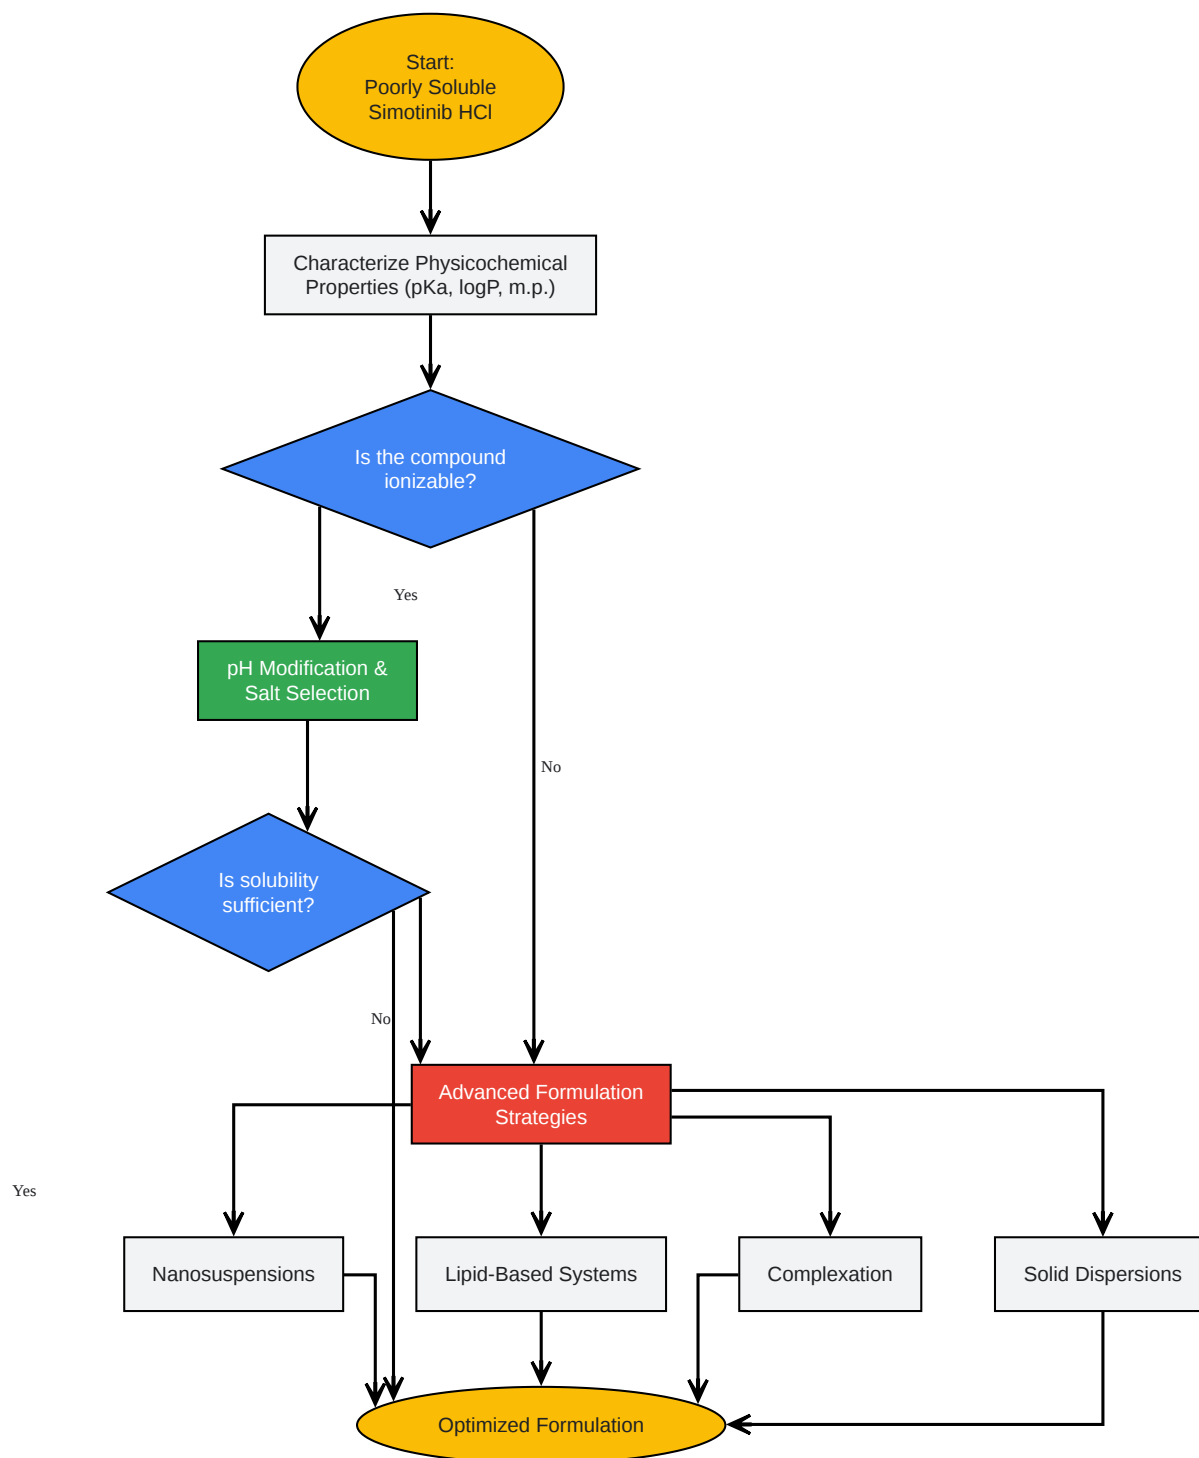 Start:
Poorly Soluble
Simotinib HCl
Characterize Physicochemical
Properties (pKa, logP, m.p.)
Is the compound
ionizable?
Yes
pH Modification &
Salt Selection
No
Is solubility
sufficient?
No
Advanced Formulation
Strategies
Yes
Nanosuspensions
Lipid-Based Systems
Complexation
Solid Dispersions
Optimized Formulation